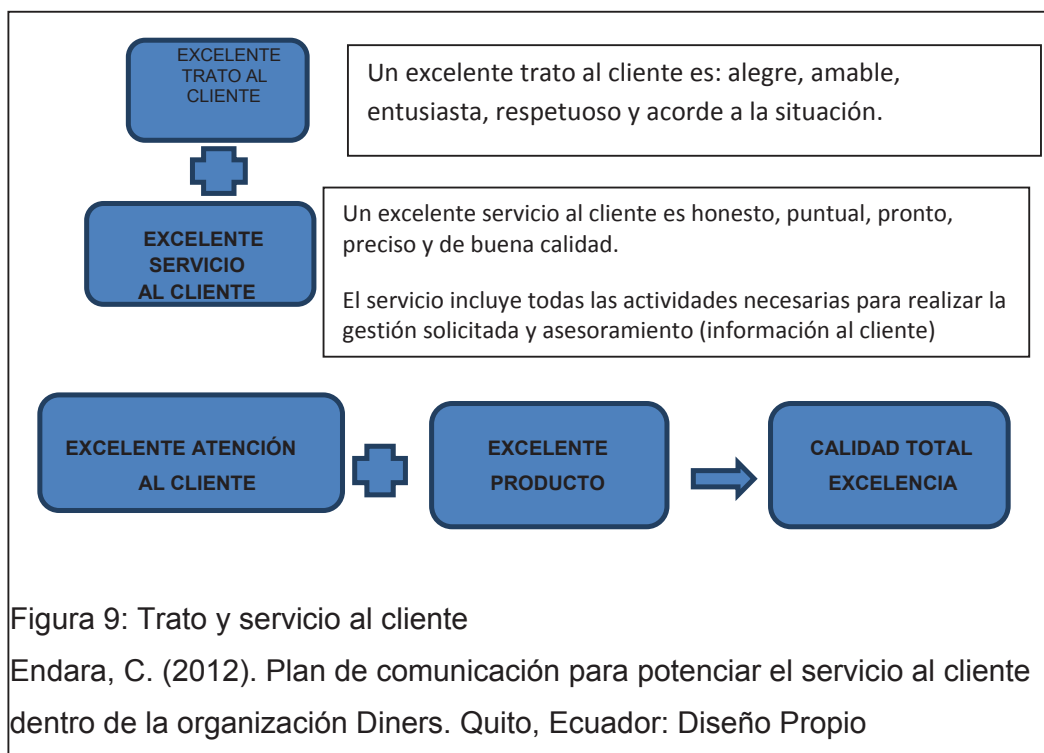 EXCELENTE
TRATO AL
CLIENTE
Un excelente trato al cliente es: alegre, amable,
entusiasta, respetuoso y acorde a la situación.
EXCELENTE
SERVICIO
AL CLIENTE
Un excelente servicio al cliente es honesto, puntual, pronto,
preciso y de buena calidad.
El servicio incluye todas las actividades necesarias para realizar la
gestión solicitada y asesoramiento (información al cliente)
EXCELENTE ATENCIÓN
AL CLIENTE
EXCELENTE
PRODUCTO
CALIDAD TOTAL
EXCELENCIA
Figura 9: Trato y servicio al cliente
Endara, C. (2012). Plan de comunicación para potenciar el servicio al cliente
dentro de la organización Diners. Quito, Ecuador: Diseño Propio